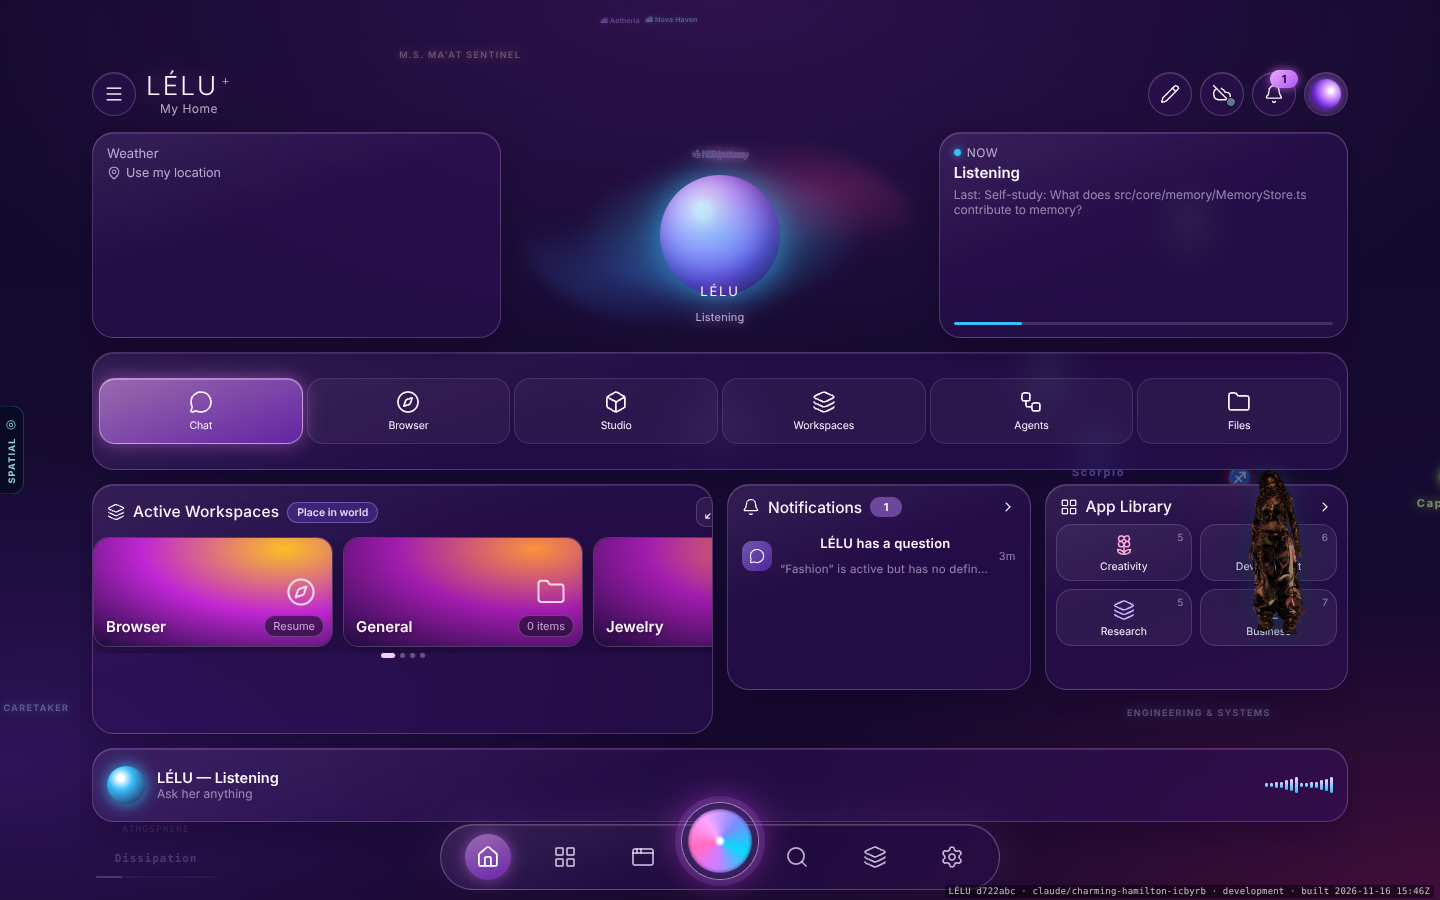 Aetheria Nova Haven
M.S. MA'AT SENTINEL
LÉLU +
My Home
1
Weather
Use my location
LÉLU
Listening
NOW
Listening
Last: Self-study: What does src/core/memory/MemoryStore.ts
contribute to memory?
SPATIAL
Chat
Browser
Studio
Workspaces
Agents
Files
Scorpio
Cap
Active Workspaces
Place in world
Browser
Resume
General
0 items
Jewelry
Notifications
1
LÉLU has a question
“Fashion” is active but has no defin...
3m
App Library
5
Creativity
6
Dev
t
5
Research
7
Business
CARETAKER
ENGINEERING & SYSTEMS
LÉLU — Listening
Ask her anything
ATMOSPHERE
Dissipation
LÉLU d722abc · claude/charming-hamilton-icbyrb · development · built 2026-11-16 15:46Z